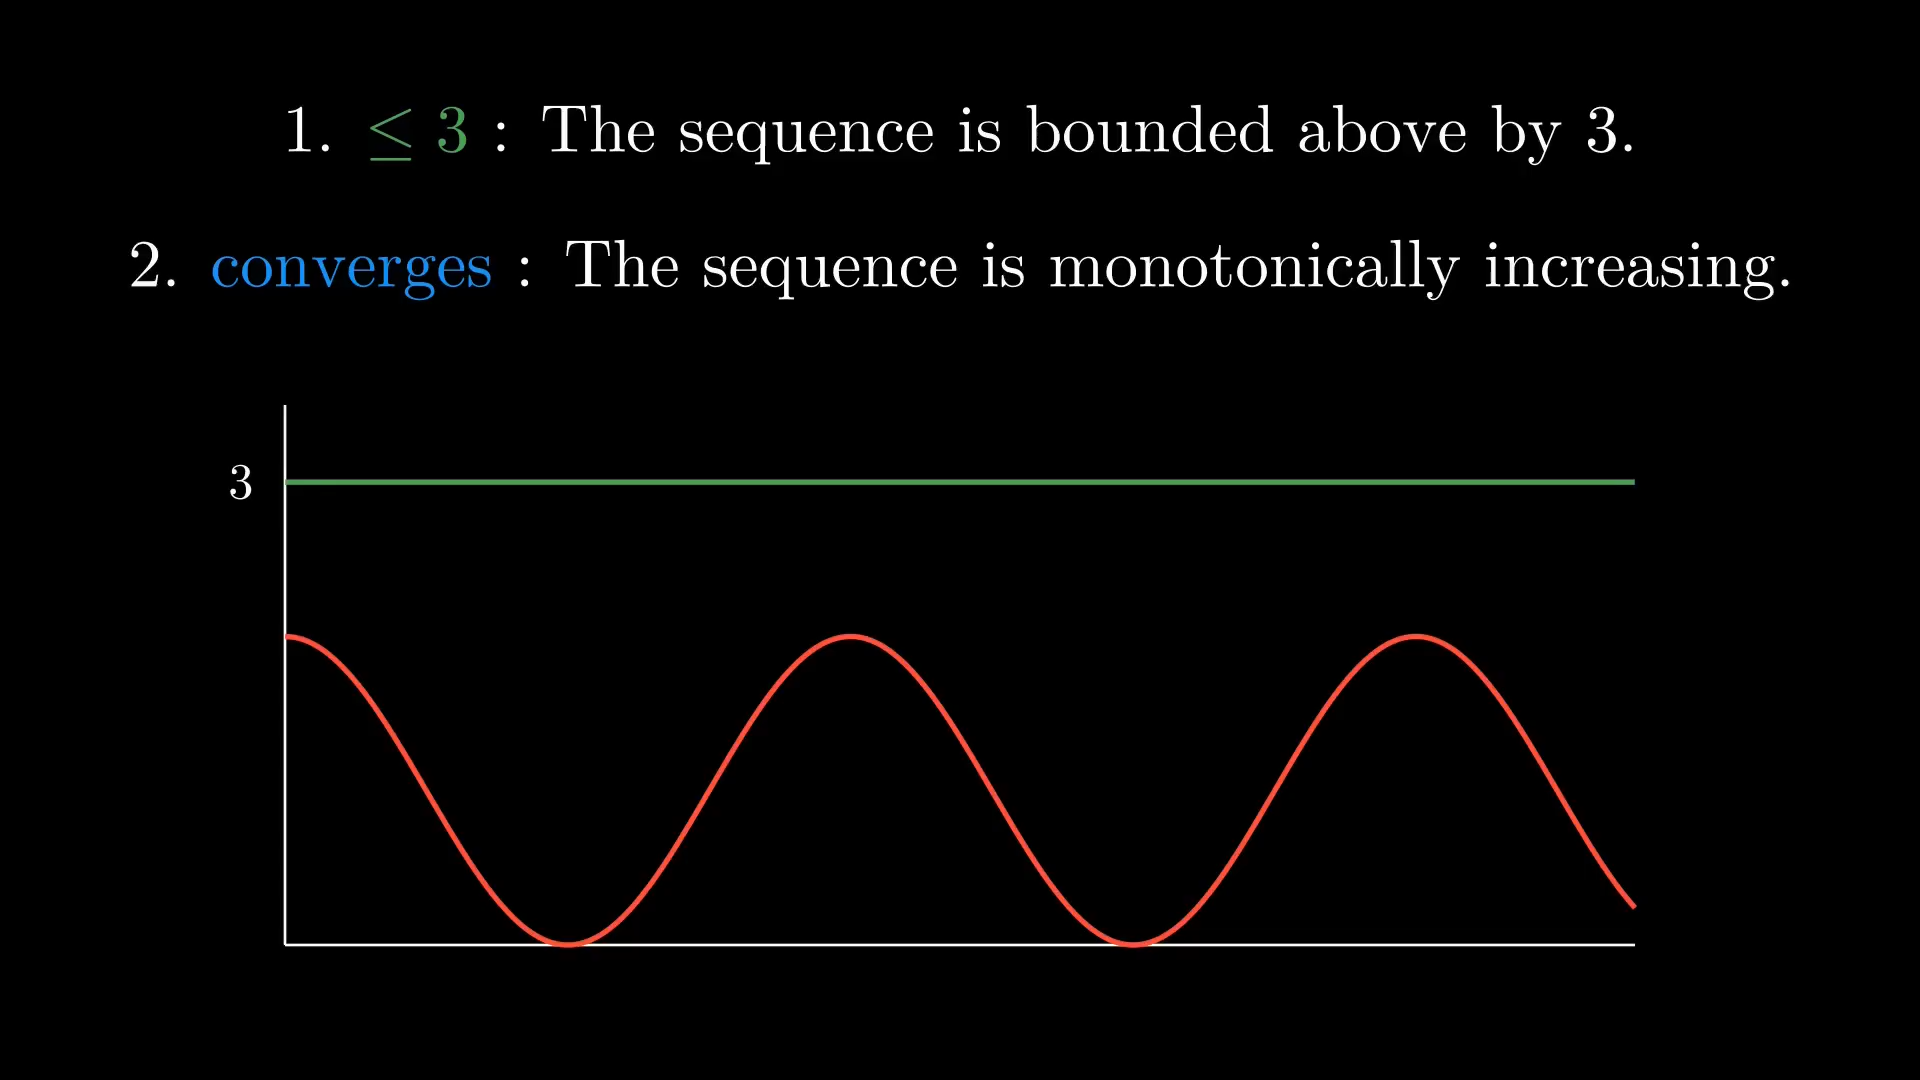 1. ≤ 3 : The sequence is bounded above by 3.
2. converges : The sequence is monotonically increasing.
3